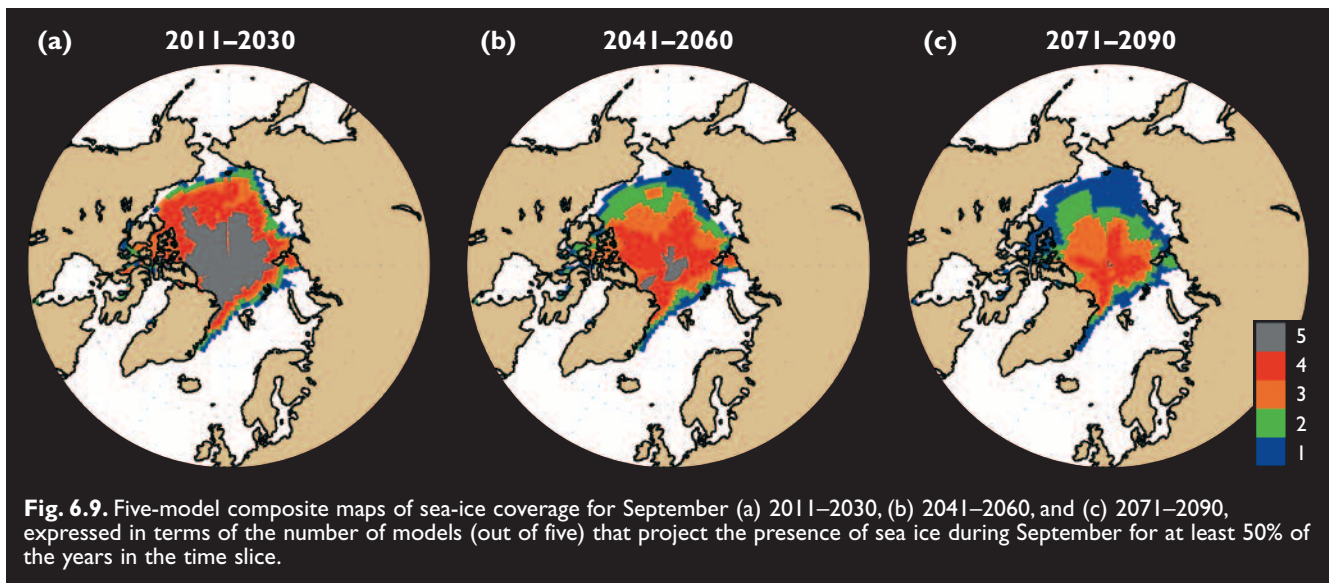 (a) 2011–2030
(b) 2041–2060
(c) 2071–2090
5
4
3
2
1
Fig. 6.9. Five-model composite maps of sea-ice coverage for September (a) 2011–2030, (b) 2041–2060, and (c) 2071–2090,
expressed in terms of the number of models (out of five) that project the presence of sea ice during September for at least 50% of
the years in the time slice.